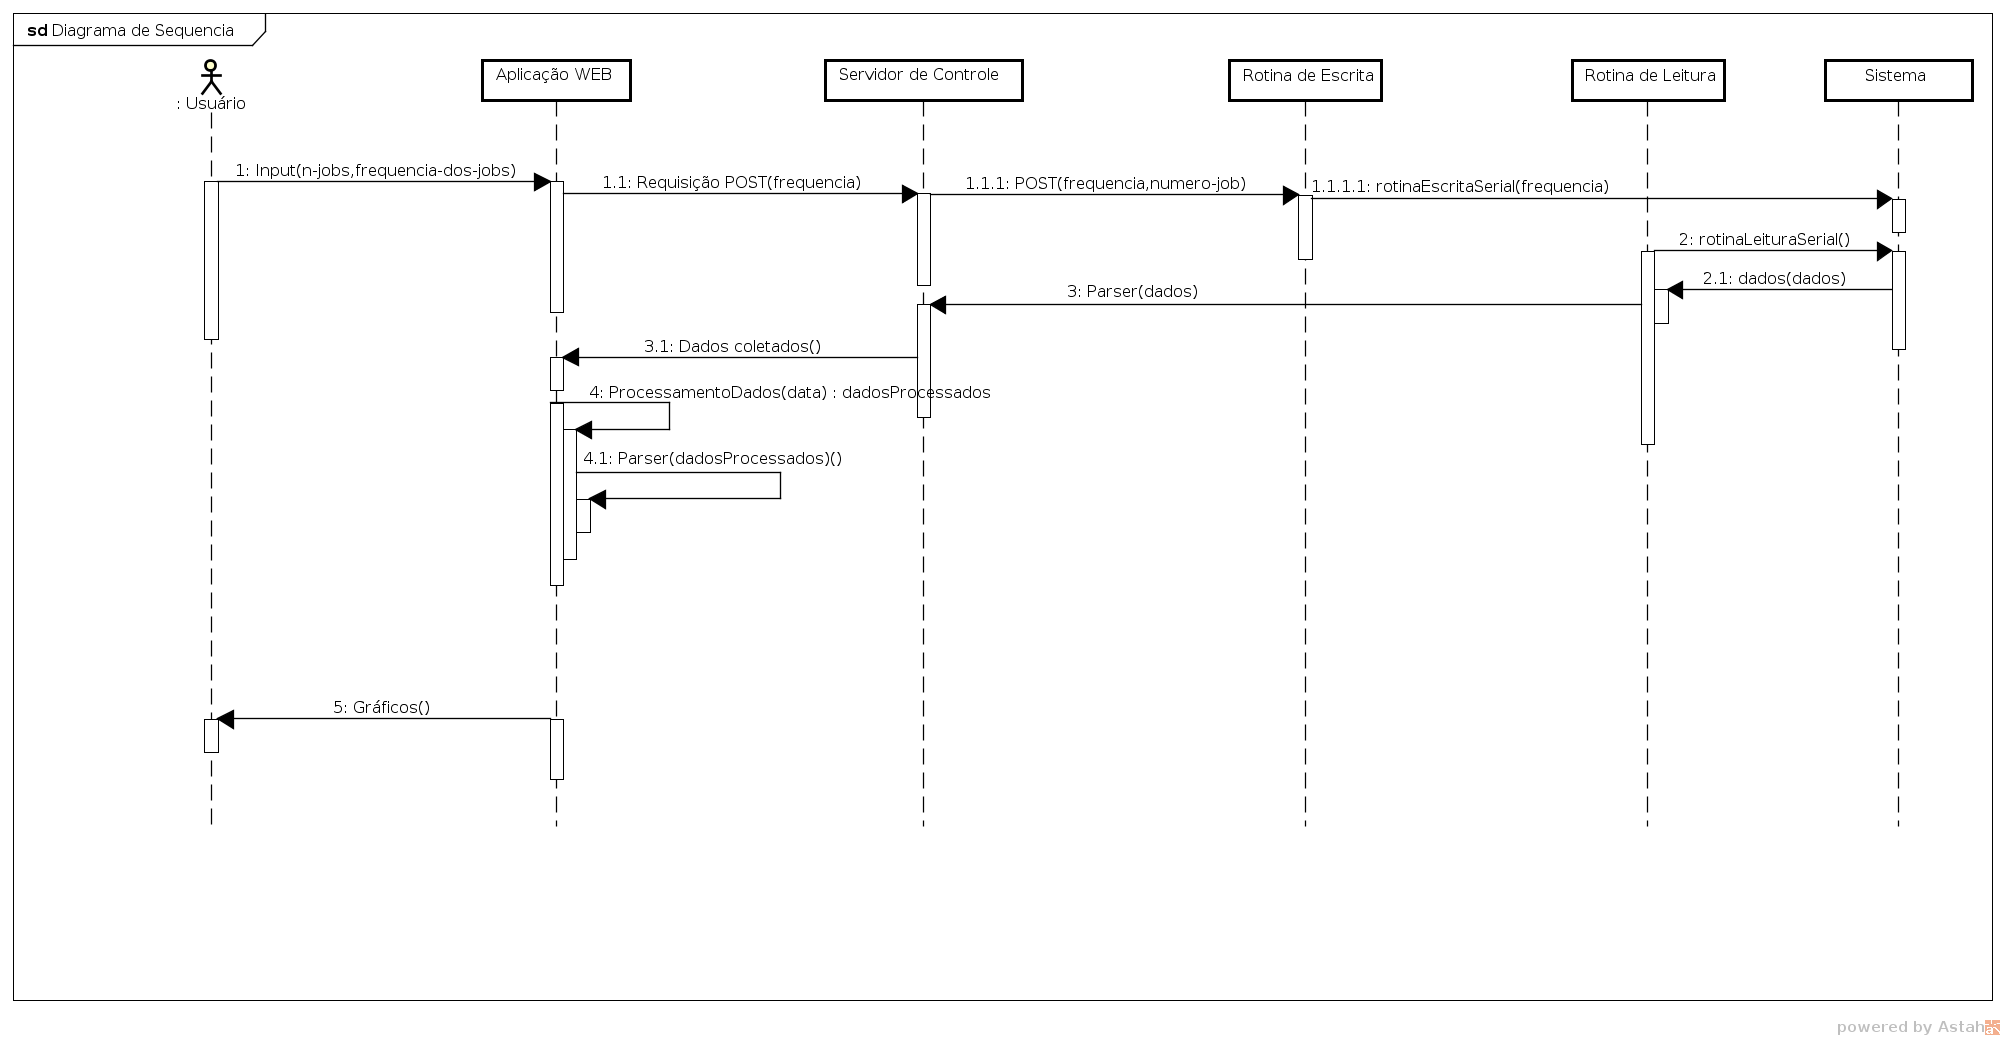 sd Diagrama de Sequencia
: Usuário
Aplicação WEB
Servidor de Controle
Rotina de Escrita
Rotina de Leitura
Sistema
1: Input(n-jobs,frequencia-dos-jobs)
1.1: Requisição POST(frequencia)
1.1.1: POST(frequencia,numero-job)
1.1.1.1: rotinaEscritaSerial(frequencia)
2: rotinaLeituraSerial()
2.1: dados(dados)
3: Parser(dados)
3.1: Dados coletados()
4: ProcessamentoDados(data) : dadosProcessados
4.1: Parser(dadosProcessados)()
5: Gráficos()
powered by Astah